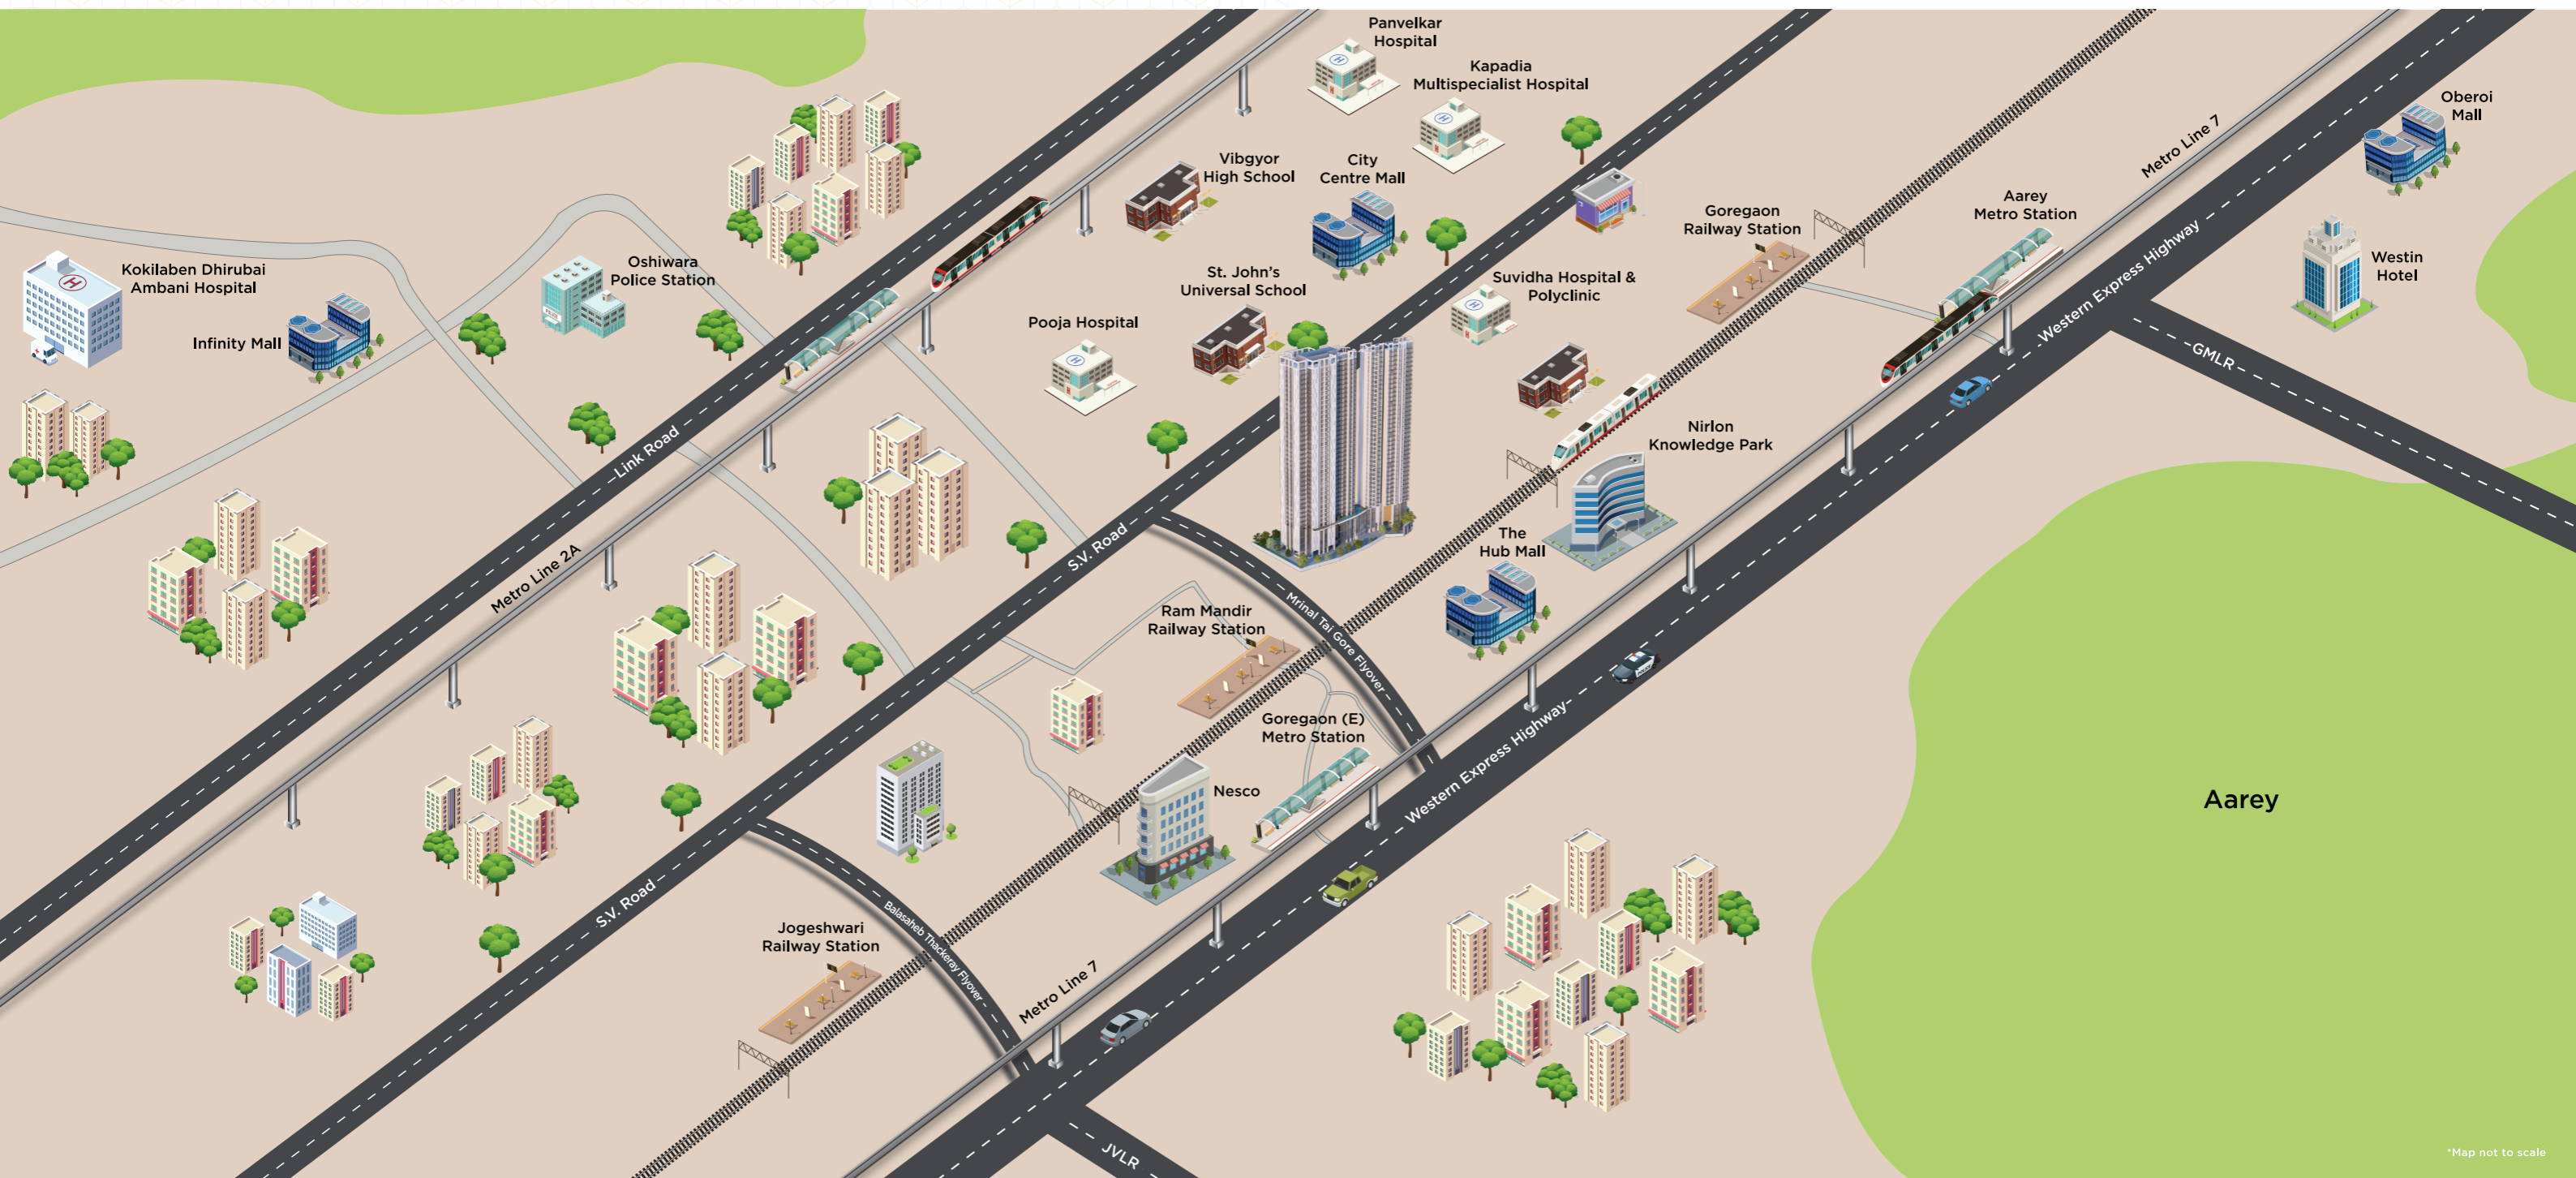 Panvelkar
Hospital
Kapadia
Multispecialist Hospital
Oberoi
Mall
Metro Line 7
Vibgyor
High School
City
Centre Mall
Aarey
Metro Station
Goregaon
Railway Station
Western Express Highway
Westin
Hotel
Kokilaben Dhirubai
Ambani Hospital
Oshiwara
Police Station
St. John's
Universal School
Suvidha Hospital &
Polyclinic
Infinity Mall
Pooja Hospital
GMLR
Link Road
Nirlon
Knowledge Park
The
Hub Mall
S.V. Road
Metro Line 2A
Mrinal Tai Gore Flyover
Ram Mandir
Railway Station
Goregaon (E)
Metro Station
Western Express Highway
Nesco
Aarey
S.V. Road
Balasaheb Thackeray Flyover
Jogeshwari
Railway Station
Metro Line 7
JVLR
*Map not to scale